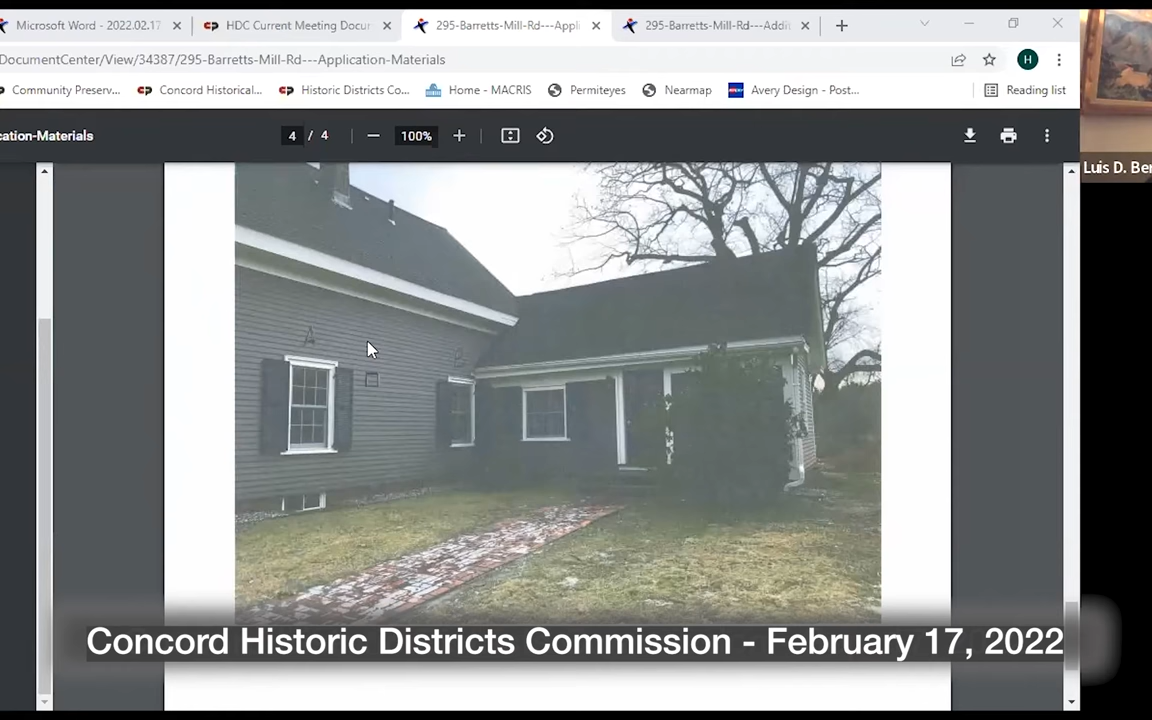 Microsoft Word - 2022.02.17
HDC Current Meeting Docur
295-Barretts-Mill-Rd---Appli
295-Barretts-Mill-Rd---Addit
DocumentCenter/View/34387/295-Barretts-Mill-Rd---Application-Materials
H
Community Preserv...
Concord Historical...
Historic Districts Co...
Home - MACRIS
Permiteyes
Nearmap
Avery Design - Post...
Reading list
cation-Materials
4 / 4
100%
Luis D. Ber
Concord Historic Districts Commission - February 17, 2022